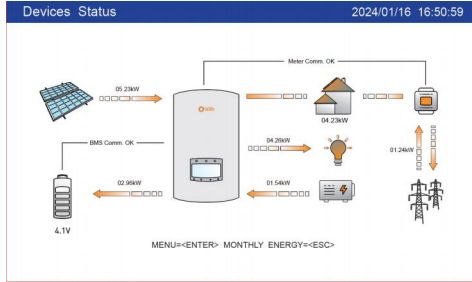 Devices Status 2024/01/16 16:50:59
Meter Comm. OK
05.23kW
solis
04.23kW
BMS Comm. OK
04.26kW
01.24kW
02.96kW
01.54kW
4.1V
MENU=<ENTER> MONTHLY ENERGY=<ESC>